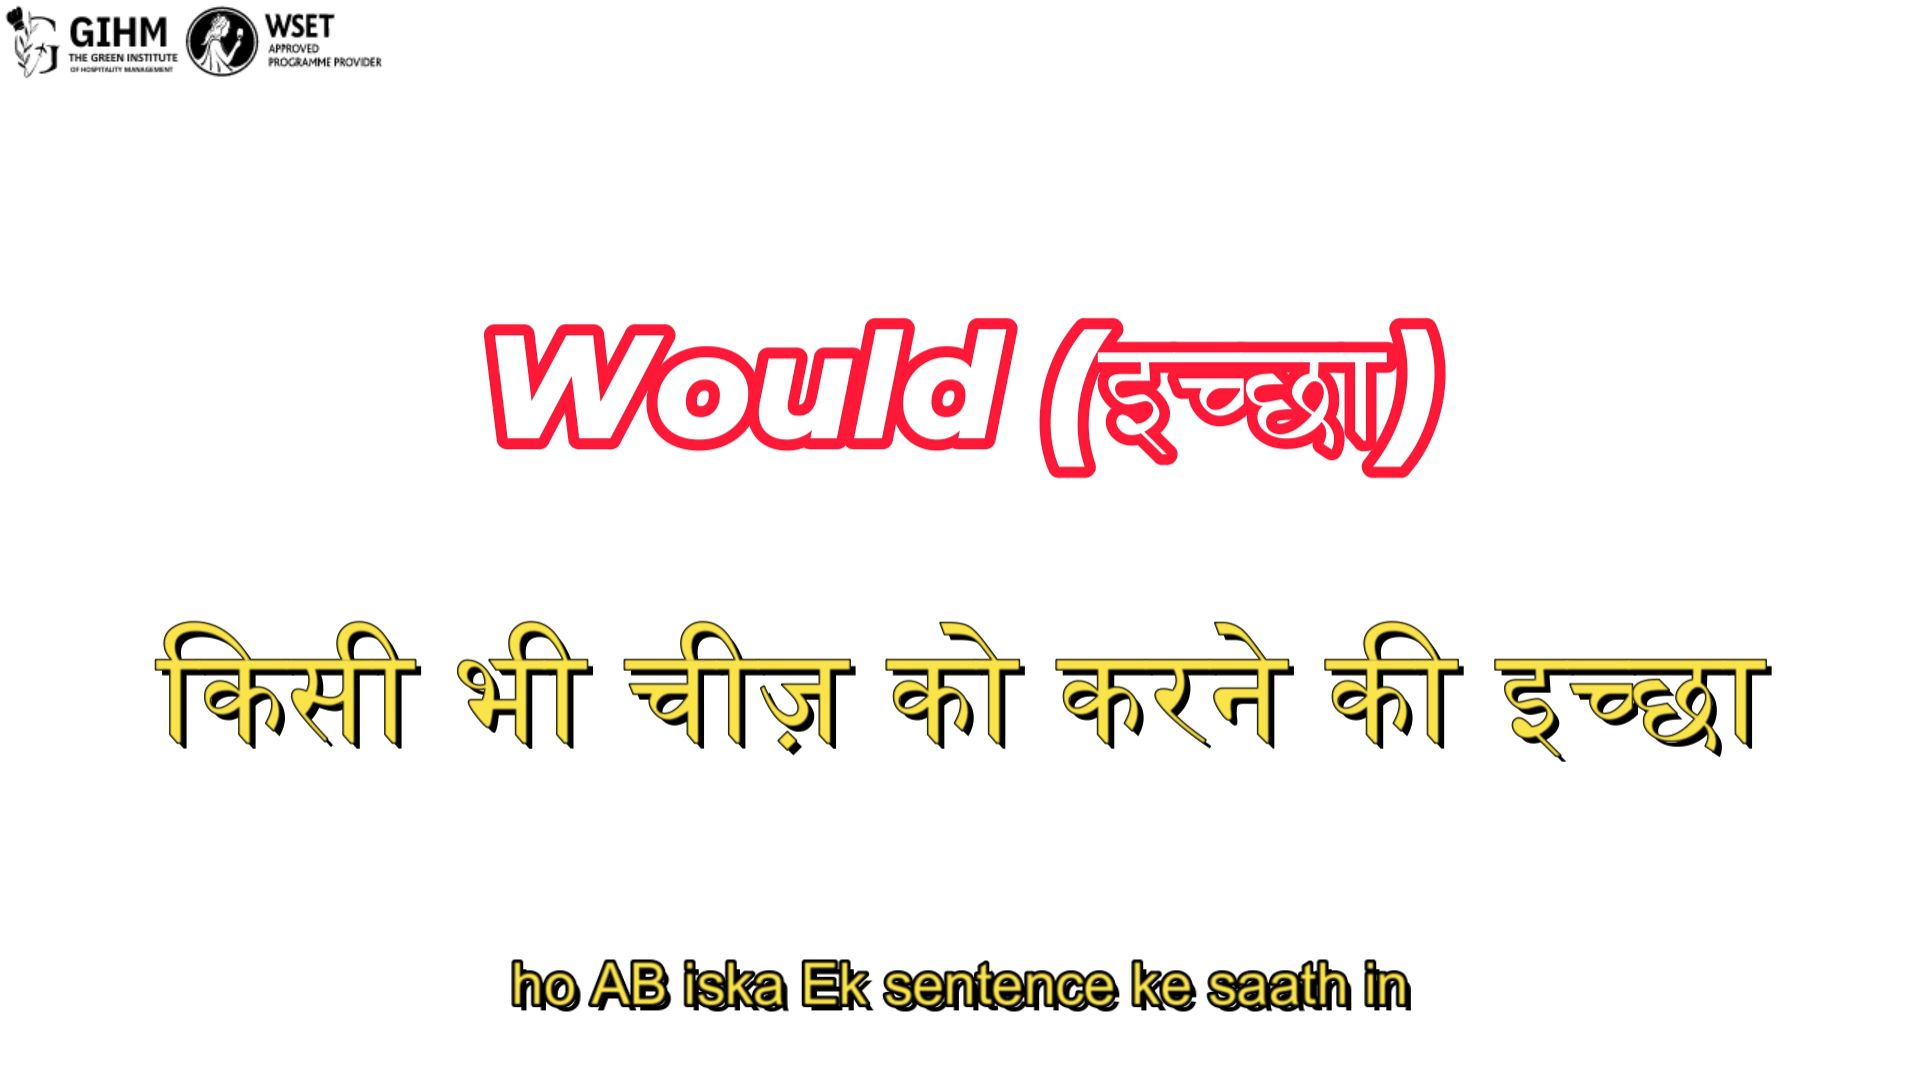 GIHM
THE GREEN INSTITUTE
OF HOSPITALITY MANAGEMENT
WSET
APPROVED
PROGRAMME PROVIDER
Would (इच्छा)
किसी भी चीज़ को करने की इच्छा
ho AB iska Ek sentence ke saath in